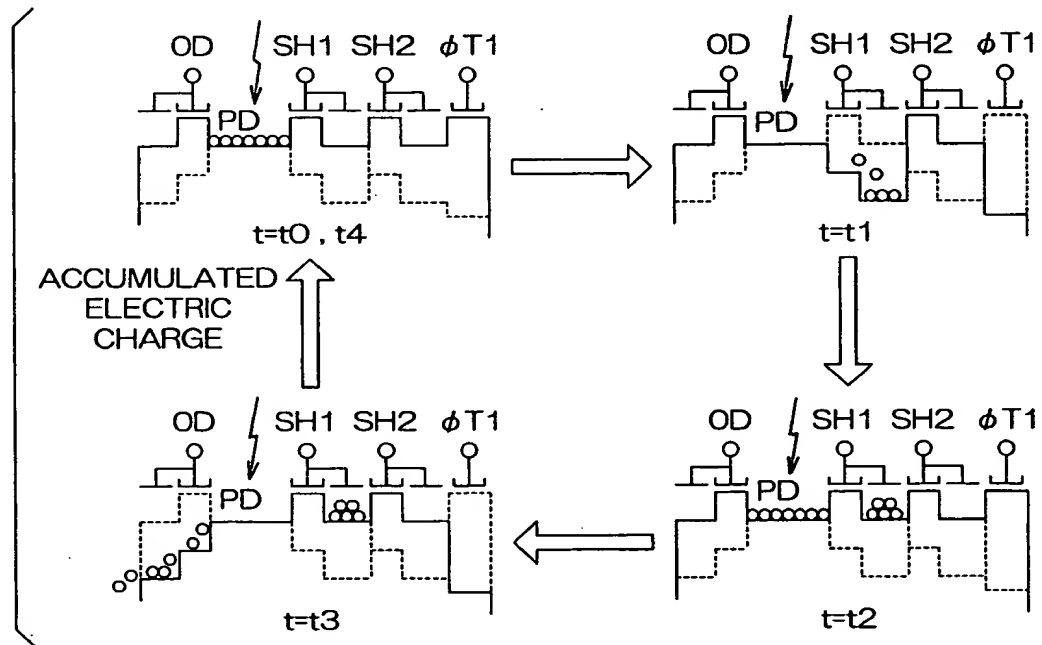 OD SH1 SH2 φT1
PD
t=t0 , t4
OD SH1 SH2 φT1
PD
t=t1
ACCUMULATED
ELECTRIC
CHARGE
OD SH1 SH2 φT1
PD
t=t3
OD SH1 SH2 φT1
PD
t=t2